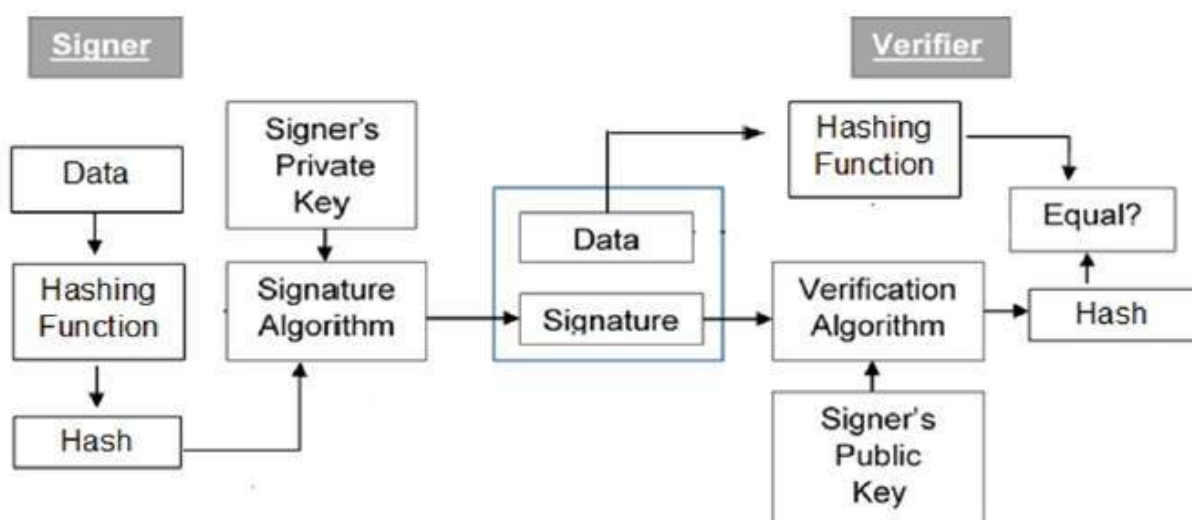 Signer
Verifier
Data
Hashing
Function
Hash
Signer's
Private
Key
Signature
Algorithm
Data
Signature
Hashing
Function
Verification
Algorithm
Signer's
Public
Key
Equal?
Hash